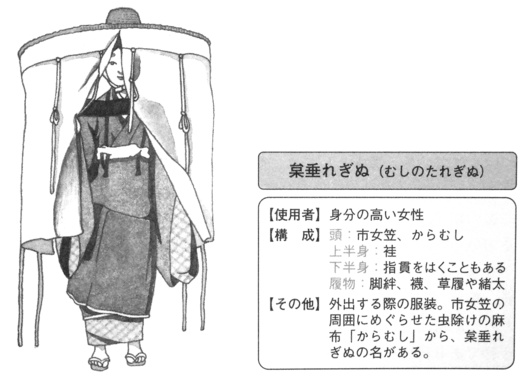 枲垂れぎぬ（むしのたれぎぬ）
【使用者】身分の高い女性
【構　成】頭：市女笠、からむし
上半身：袿
下半身：指貫をはくこともある
履物：脚絆、襪、草履や緒太
【その他】外出する際の服装。市女笠の
周囲にめぐらせた虫除けの麻
布「からむし」から、枲垂れ
ぎぬの名がある。